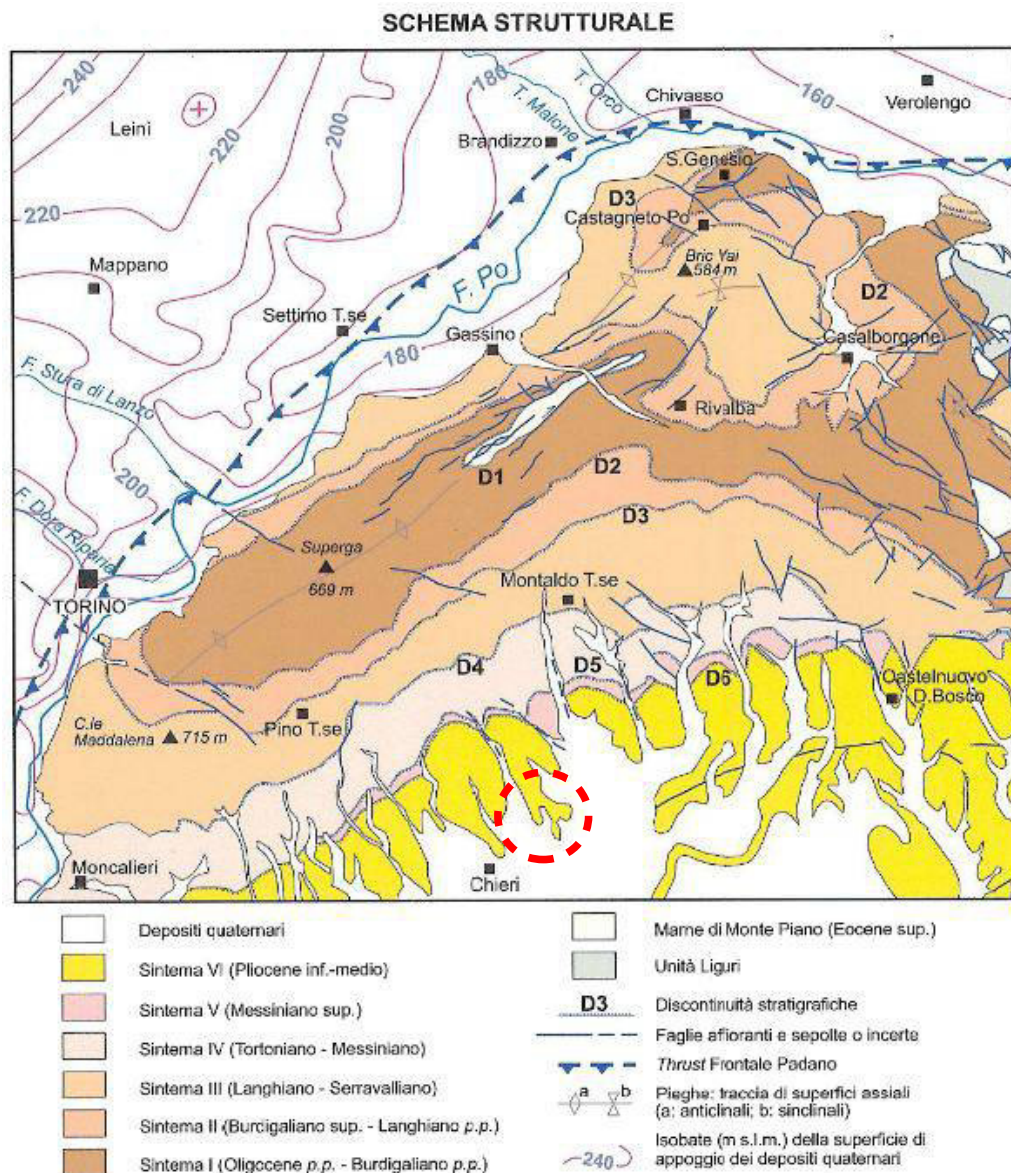 SCHEMA STRUTTURALE
240
180
160
T. Malone
T. Orco
Chivasso
Verolengo
Leinì
220
200
Brandizzo
S.Genesio
D3
220
Castagneto Po
Bric Vai
584 m
D2
Mappano
F. Po
Settimo T.se
Gassino
180
Casalborgone
F. Stura di Lanzo
Rivalba
D2
D1
200
D3
F. Dora Riparia
Superga
669 m
Montaldo T.se
TORINO
D4
D5
D6
Castelnuovo
D.Bosco
C.le
Maddalena
715 m
Pino T.se
Moncalieri
Chieri
Depositi quaternari
Sintema VI (Pliocene inf.-medio)
Sintema V (Messiniano sup.)
Sintema IV (Tortoniano - Messiniano)
Sintema III (Langhiano - Serravalliano)
Sintema II (Burdigaliano sup. - Langhiano p.p.)
Sintema I (Oligocene p.p. - Burdigaliano p.p.)
Marne di Monte Piano (Eocene sup.)
Unità Liguri
D3 Discontinuità stratigrafiche
Faglie affioranti e sepolte o incerte
Thrust Frontale Padano
a b Pieghe: traccia di superfici assiali
(a: anticlinali; b: sinclinali)
Isobate (m s.l.m.) della superficie di
240 appoggio dei depositi quaternari